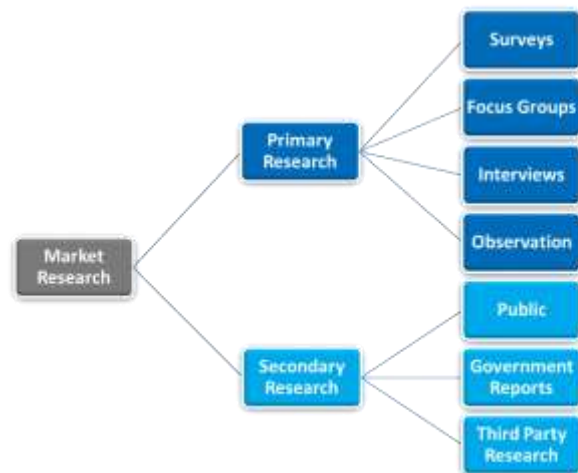 Surveys
Focus Groups
Primary
Research
Interviews
Observation
Market
Research
Public
Secondary
Research
Government
Reports
Third Party
Research